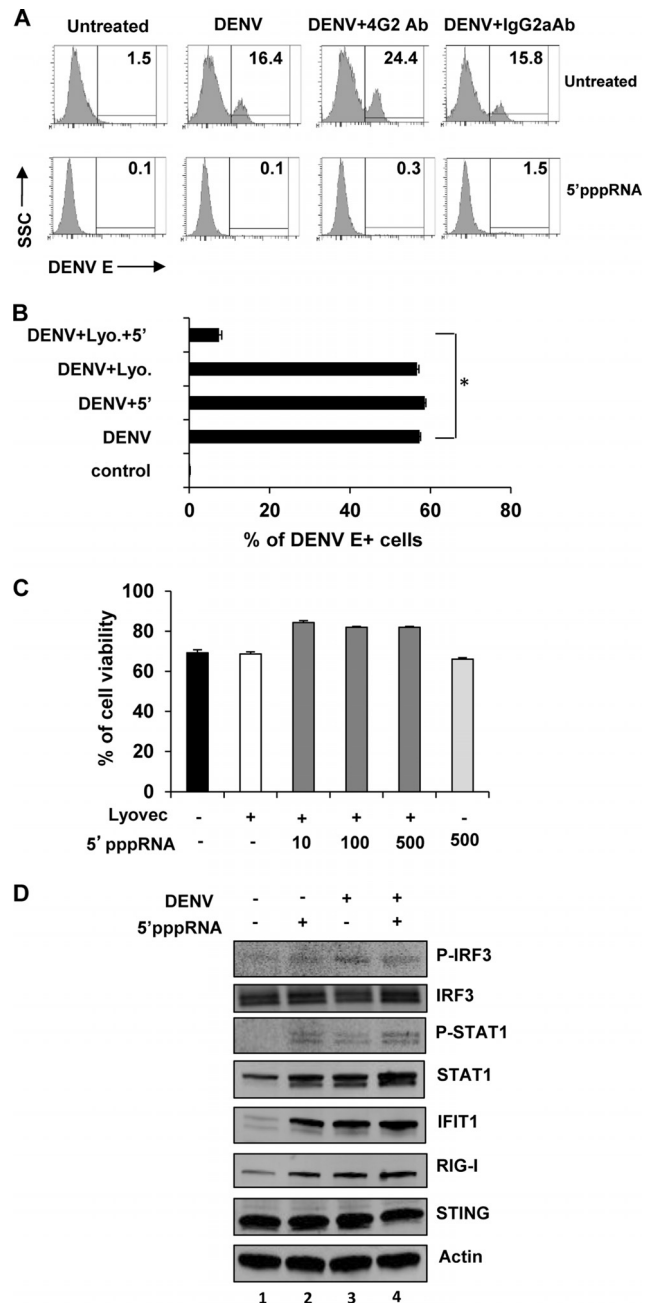 A
Untreated
DENV
DENV+4G2 Ab
DENV+IgG2aAb
1.5
16.4
24.4
15.8
Untreated
0.1
0.1
0.3
1.5
5'pppRNA
SSC
DENV E
B
DENV+Lyo.+5'
DENV+Lyo.
DENV+5'
DENV
control
*
0 20 40 60 80
% of DENV E+ cells
C
% of cell viability
100
80
60
40
20
0
Lyovec - + + + + -
5' pppRNA - - 10 100 500 500
D
DENV - - + +
5'pppRNA - + - +
P-IRF3
IRF3
P-STAT1
STAT1
IFIT1
RIG-I
STING
Actin
1 2 3 4